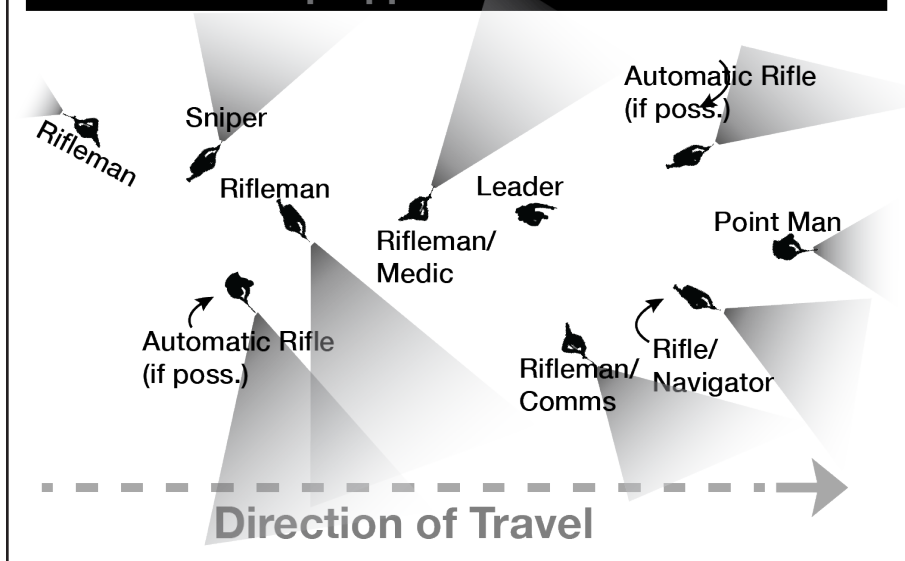 Automatic Rifle
(if poss.)
Sniper
Rifleman
Rifleman
Leader
Point Man
Rifleman/
Medic
Automatic Rifle
(if poss.)
Rifle/
Navigator
Rifleman/
Comms
Direction of Travel